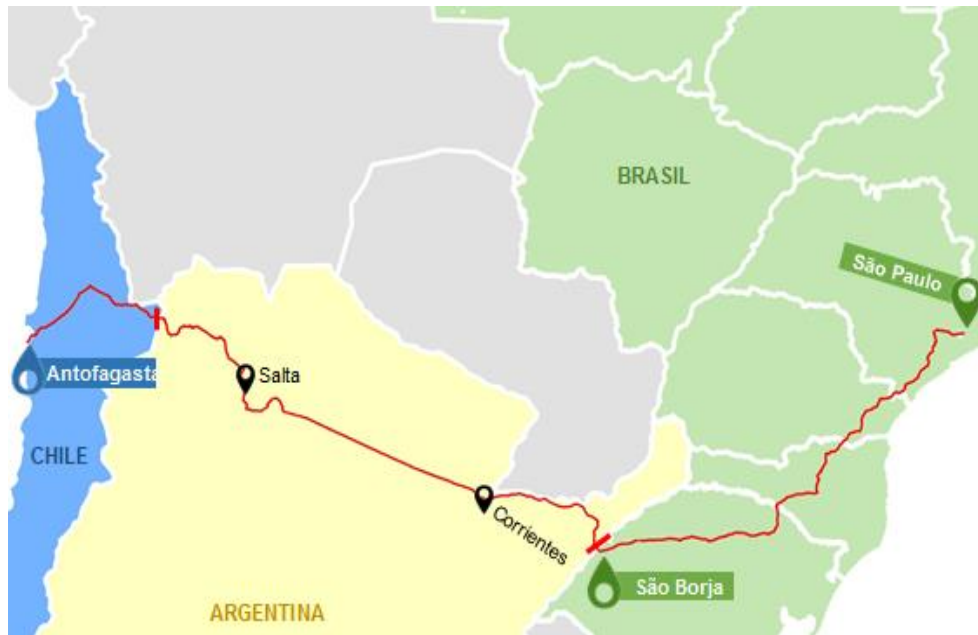 BRASIL
São Paulo
Antofagasta
Salta
CHILE
Corrientes
São Borja
ARGENTINA